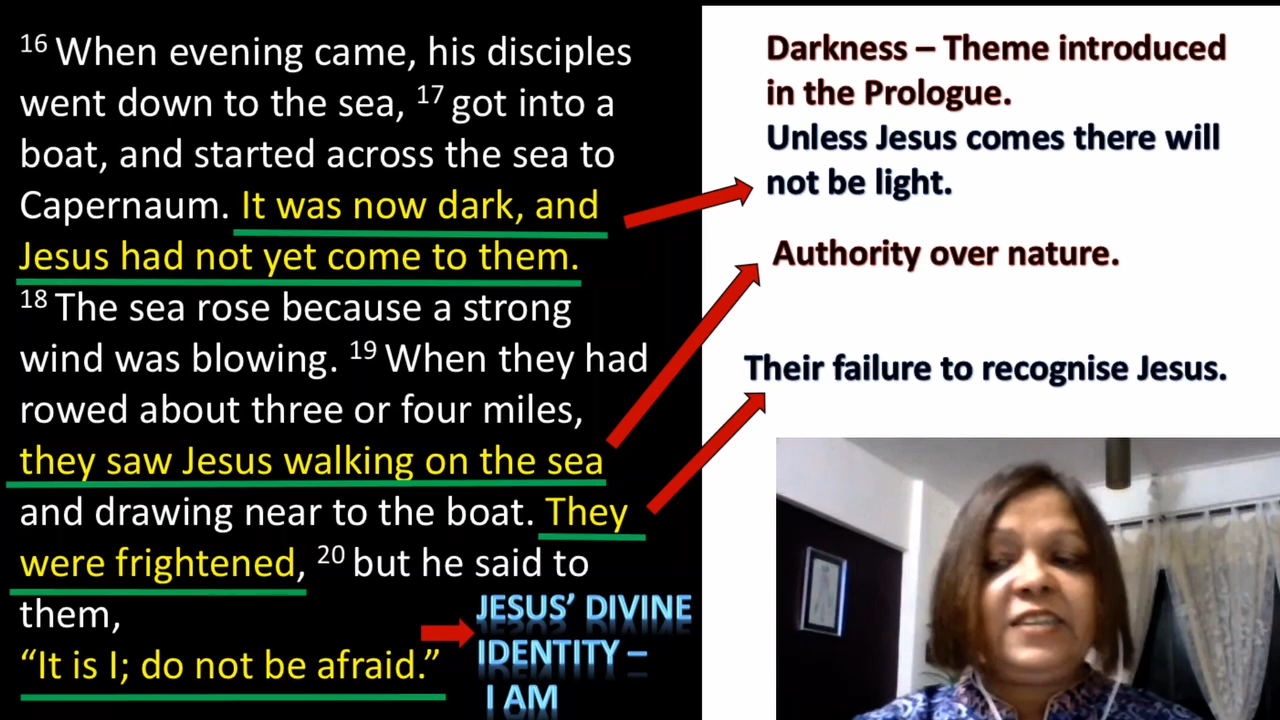 16 When evening came, his disciples
went down to the sea, 17 got into a
boat, and started across the sea to
Capernaum. It was now dark, and
Jesus had not yet come to them.
18 The sea rose because a strong
wind was blowing. 19 When they had
rowed about three or four miles,
they saw Jesus walking on the sea
and drawing near to the boat. They
were frightened, 20 but he said to
them,
“It is I; do not be afraid.”
JESUS’ DIVINE
IDENTITY –
I AM
Darkness – Theme introduced
in the Prologue.
Unless Jesus comes there will
not be light.
Authority over nature.
Their failure to recognise Jesus.